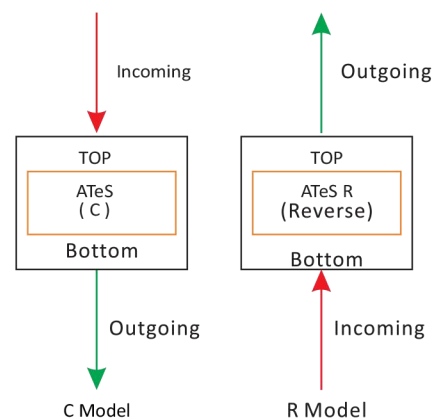 Incoming
TOP
ATeS
( C )
Bottom
Outgoing
C Model
Outgoing
TOP
ATeS R
(Reverse)
Bottom
Incoming
R Model